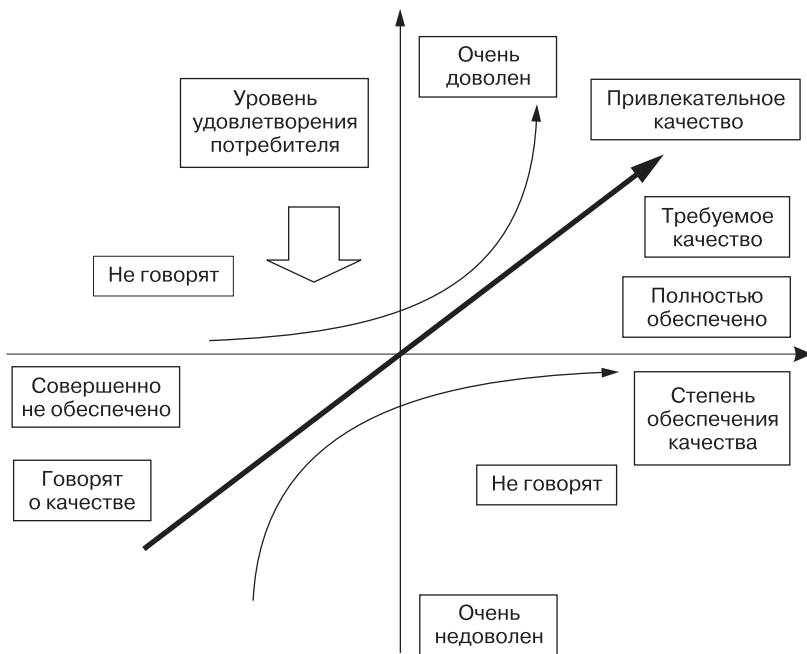 Очень
доволен
Уровень
удовлетворения
потребителя
Привлекательное
качество
Требуемое
качество
Не говорят
Полностью
обеспечено
Совершенно
не обеспечено
Степень
обеспечения
качества
Говорят
о качестве
Не говорят
Очень
недоволен